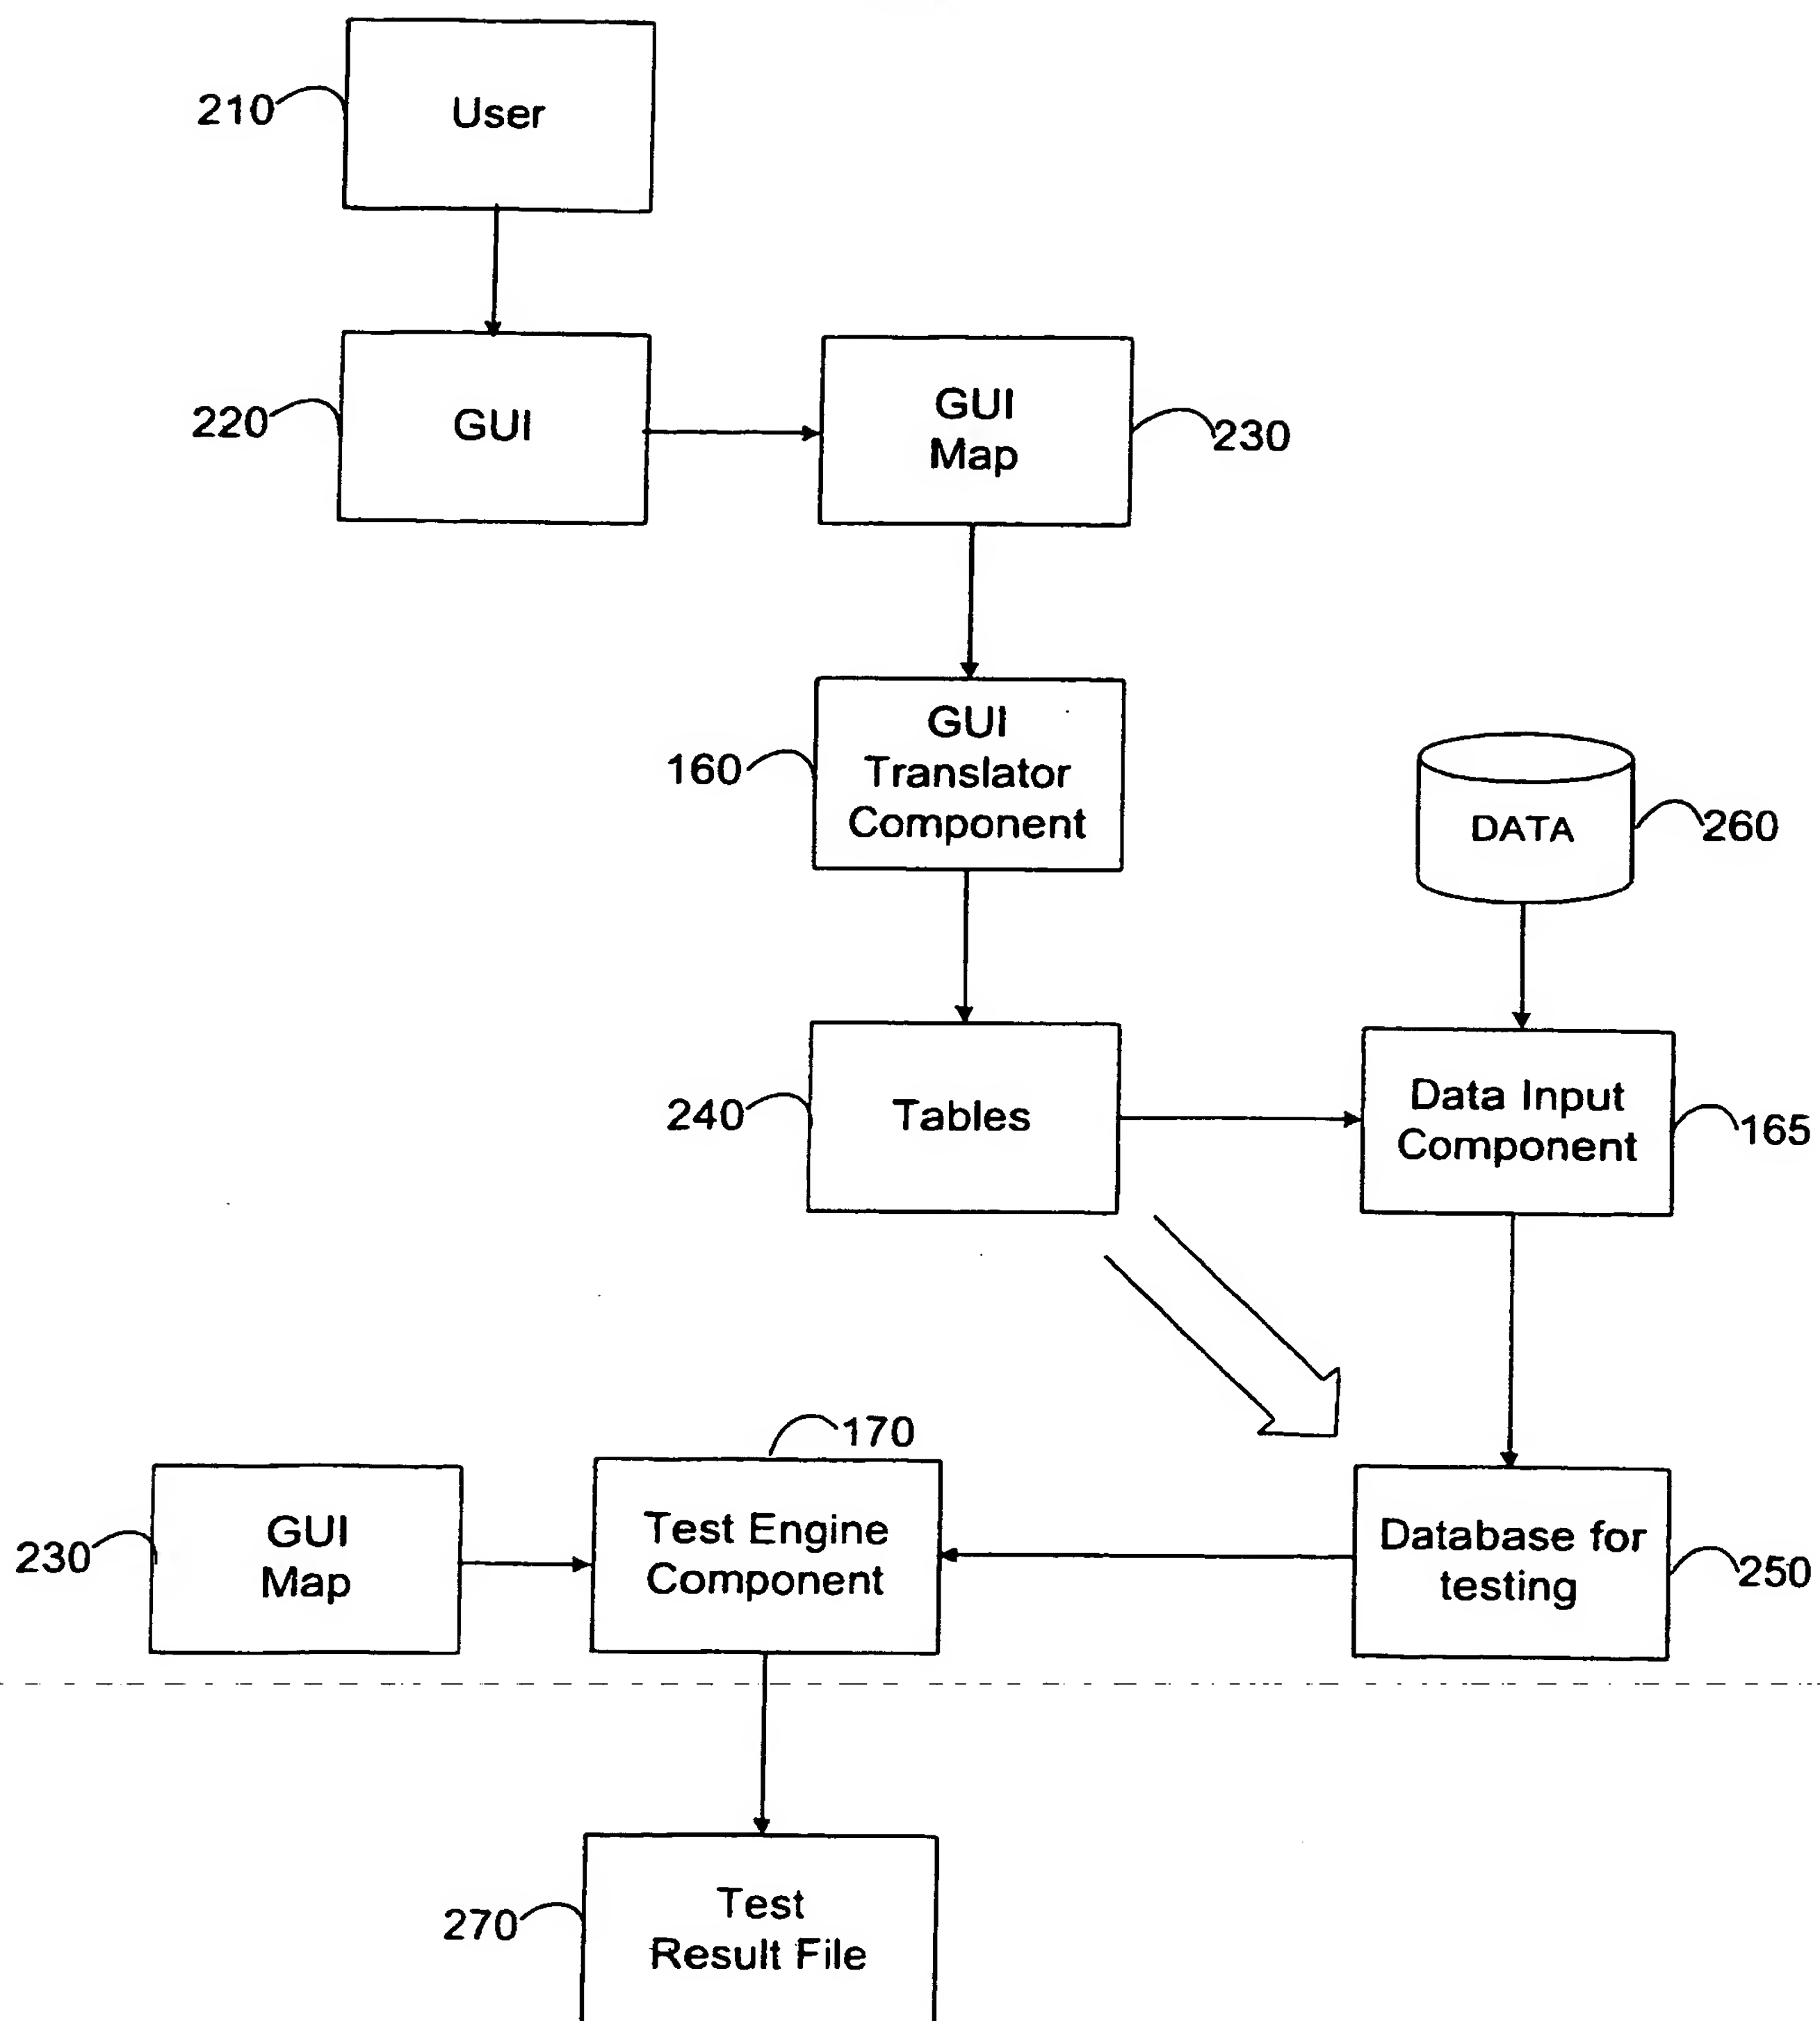 210
User
220
GUI
GUI
Map
230
160
GUI
Translator
Component
DATA
260
240
Tables
Data Input
Component
165
170
230
GUI
Map
Test Engine
Component
Database for
testing
250
270
Test
Result File